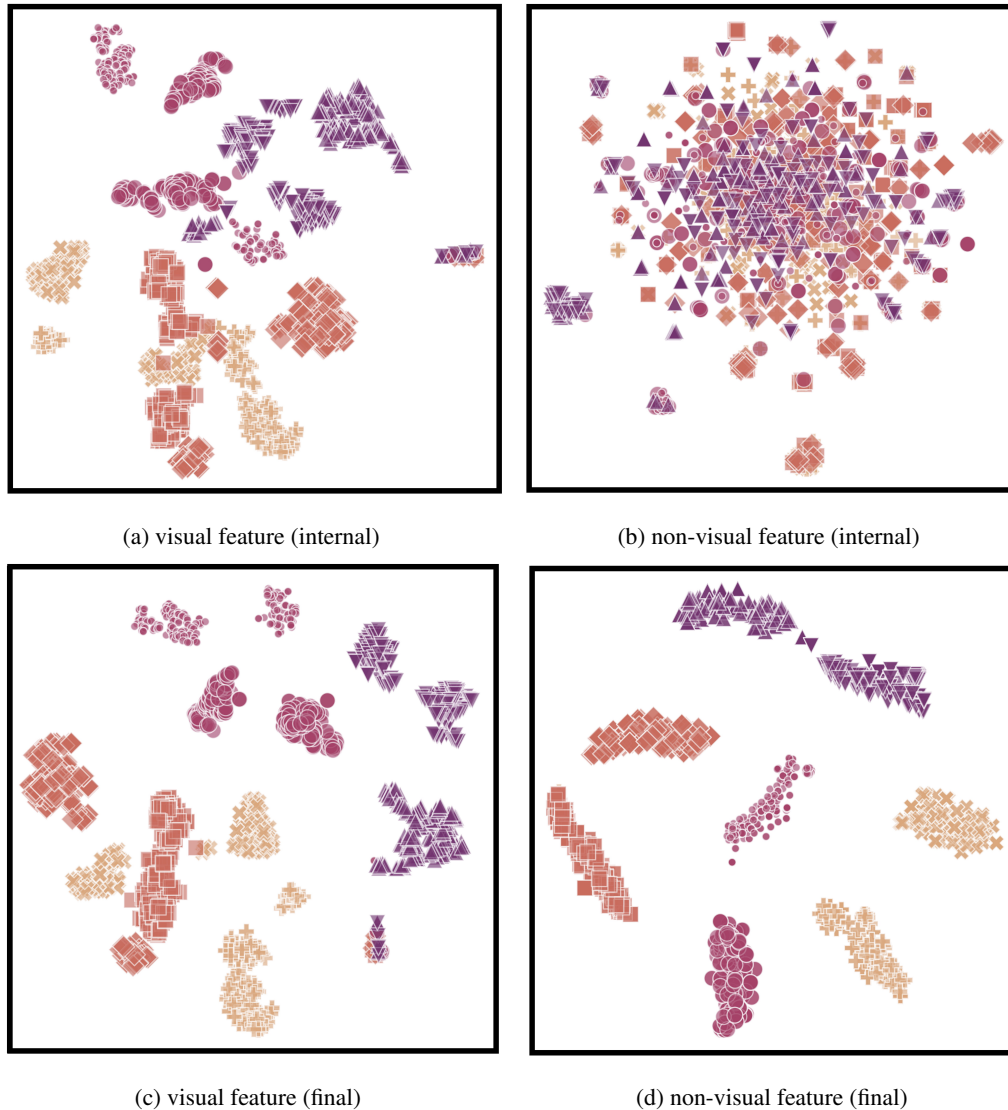 (a) visual feature (internal)
(b) non-visual feature (internal)
(c) visual feature (final)
(d) non-visual feature (final)